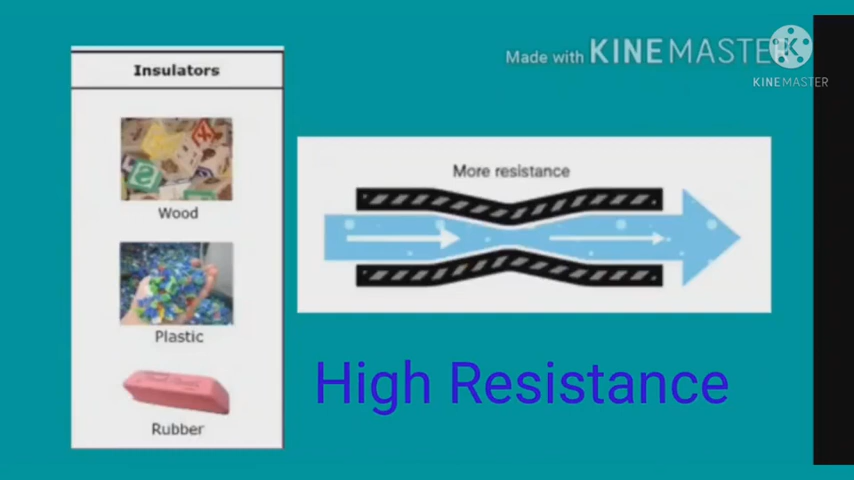 Made with KINEMASTER
KINEMASTER
Insulators
Wood
Plastic
Rubber
More resistance
High Resistance